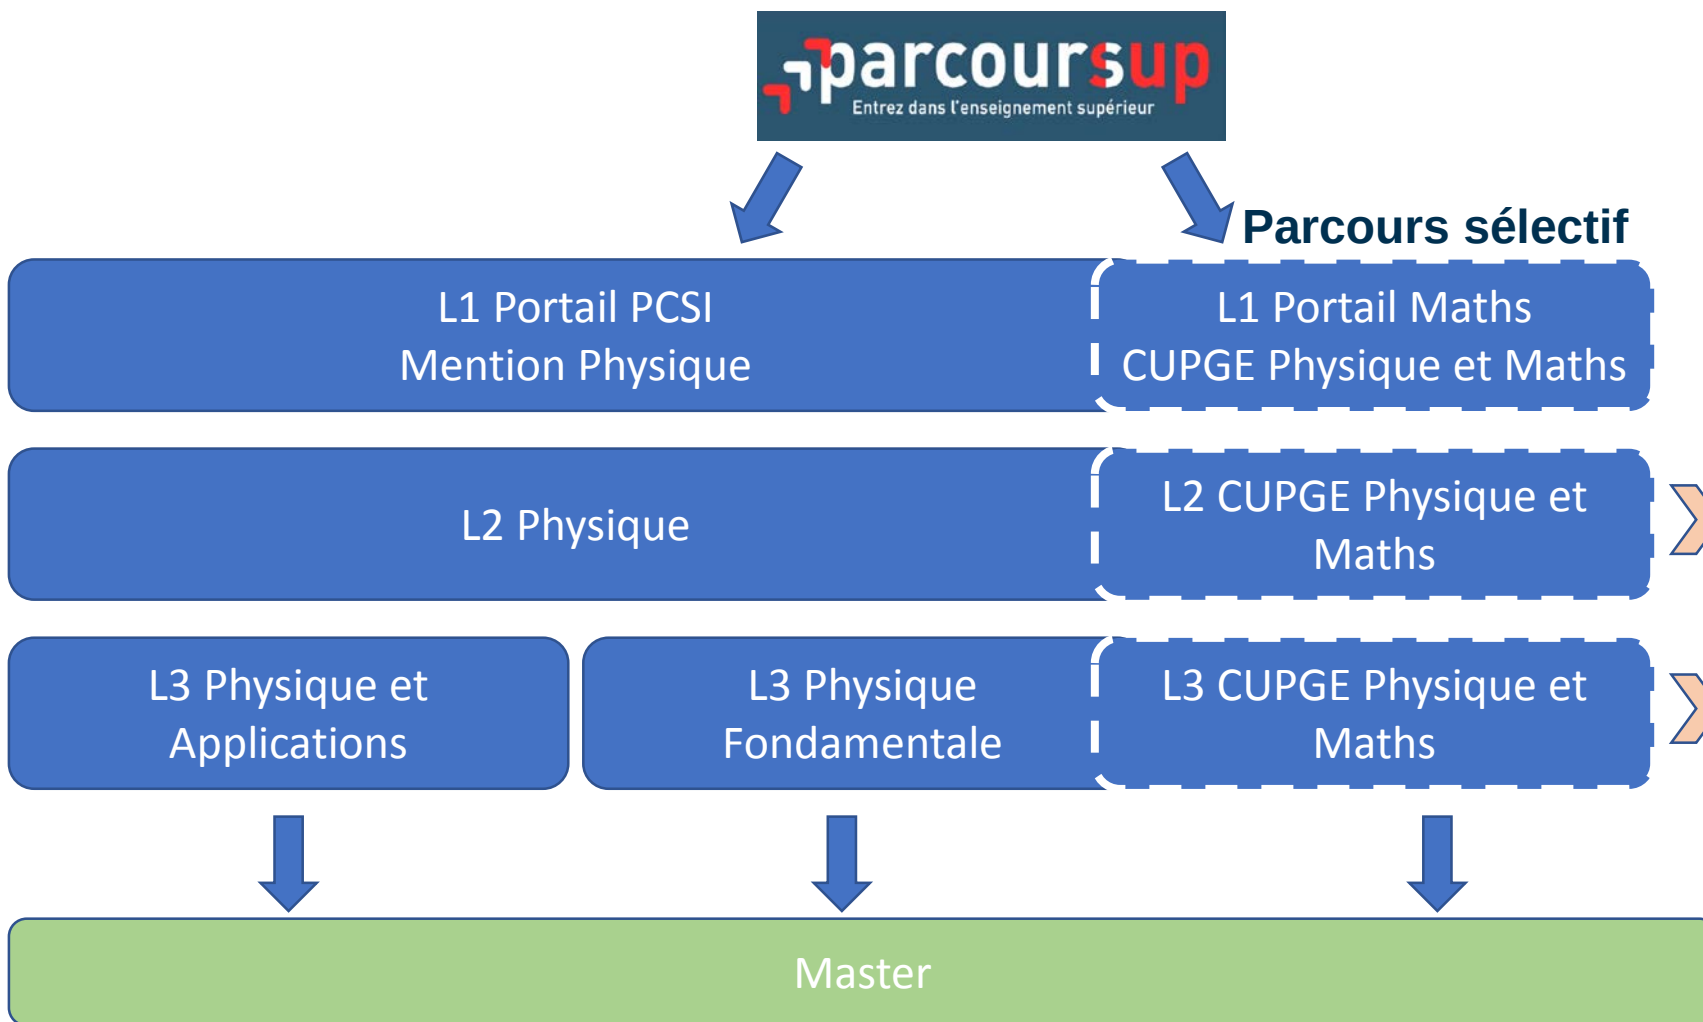 parcoursup
Entrez dans l'enseignement supérieur
Parcours sélectif
L1 Portail PCSI
Mention Physique
L1 Portail Maths
CUPGE Physique et Maths
L2 Physique
L2 CUPGE Physique et
Maths
L3 Physique et
Applications
L3 Physique
Fondamentale
L3 CUPGE Physique et
Maths
Master